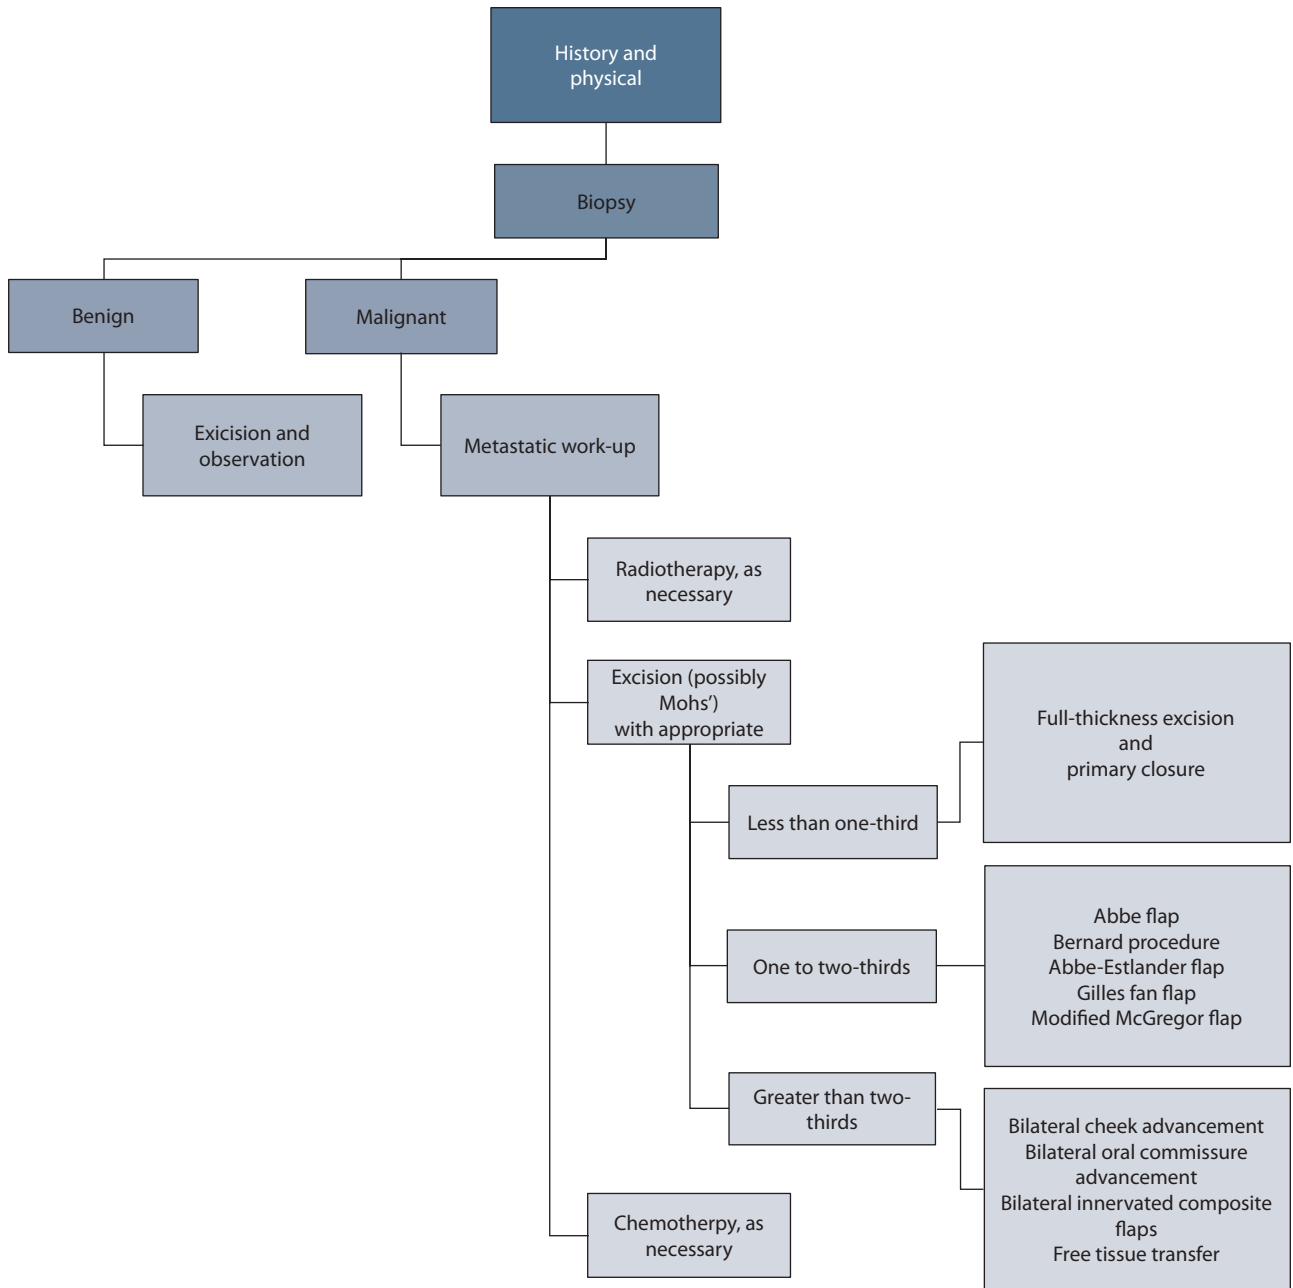 History and
physical
Biopsy
Benign
Malignant
Exicision and
observation
Metastatic work-up
Radiotherapy, as
necessary
Excision (possibly
Mohs’)
with appropriate
Full-thickness excision
and
primary closure
Less than one-third
Abbe flap
Bernard procedure
Abbe-Estlander flap
Gilles fan flap
Modified McGregor flap
One to two-thirds
Greater than two-
thirds
Bilateral cheek advancement
Bilateral oral commissure
advancement
Bilateral innervated composite
flaps
Free tissue transfer
Chemotherpy, as
necessary